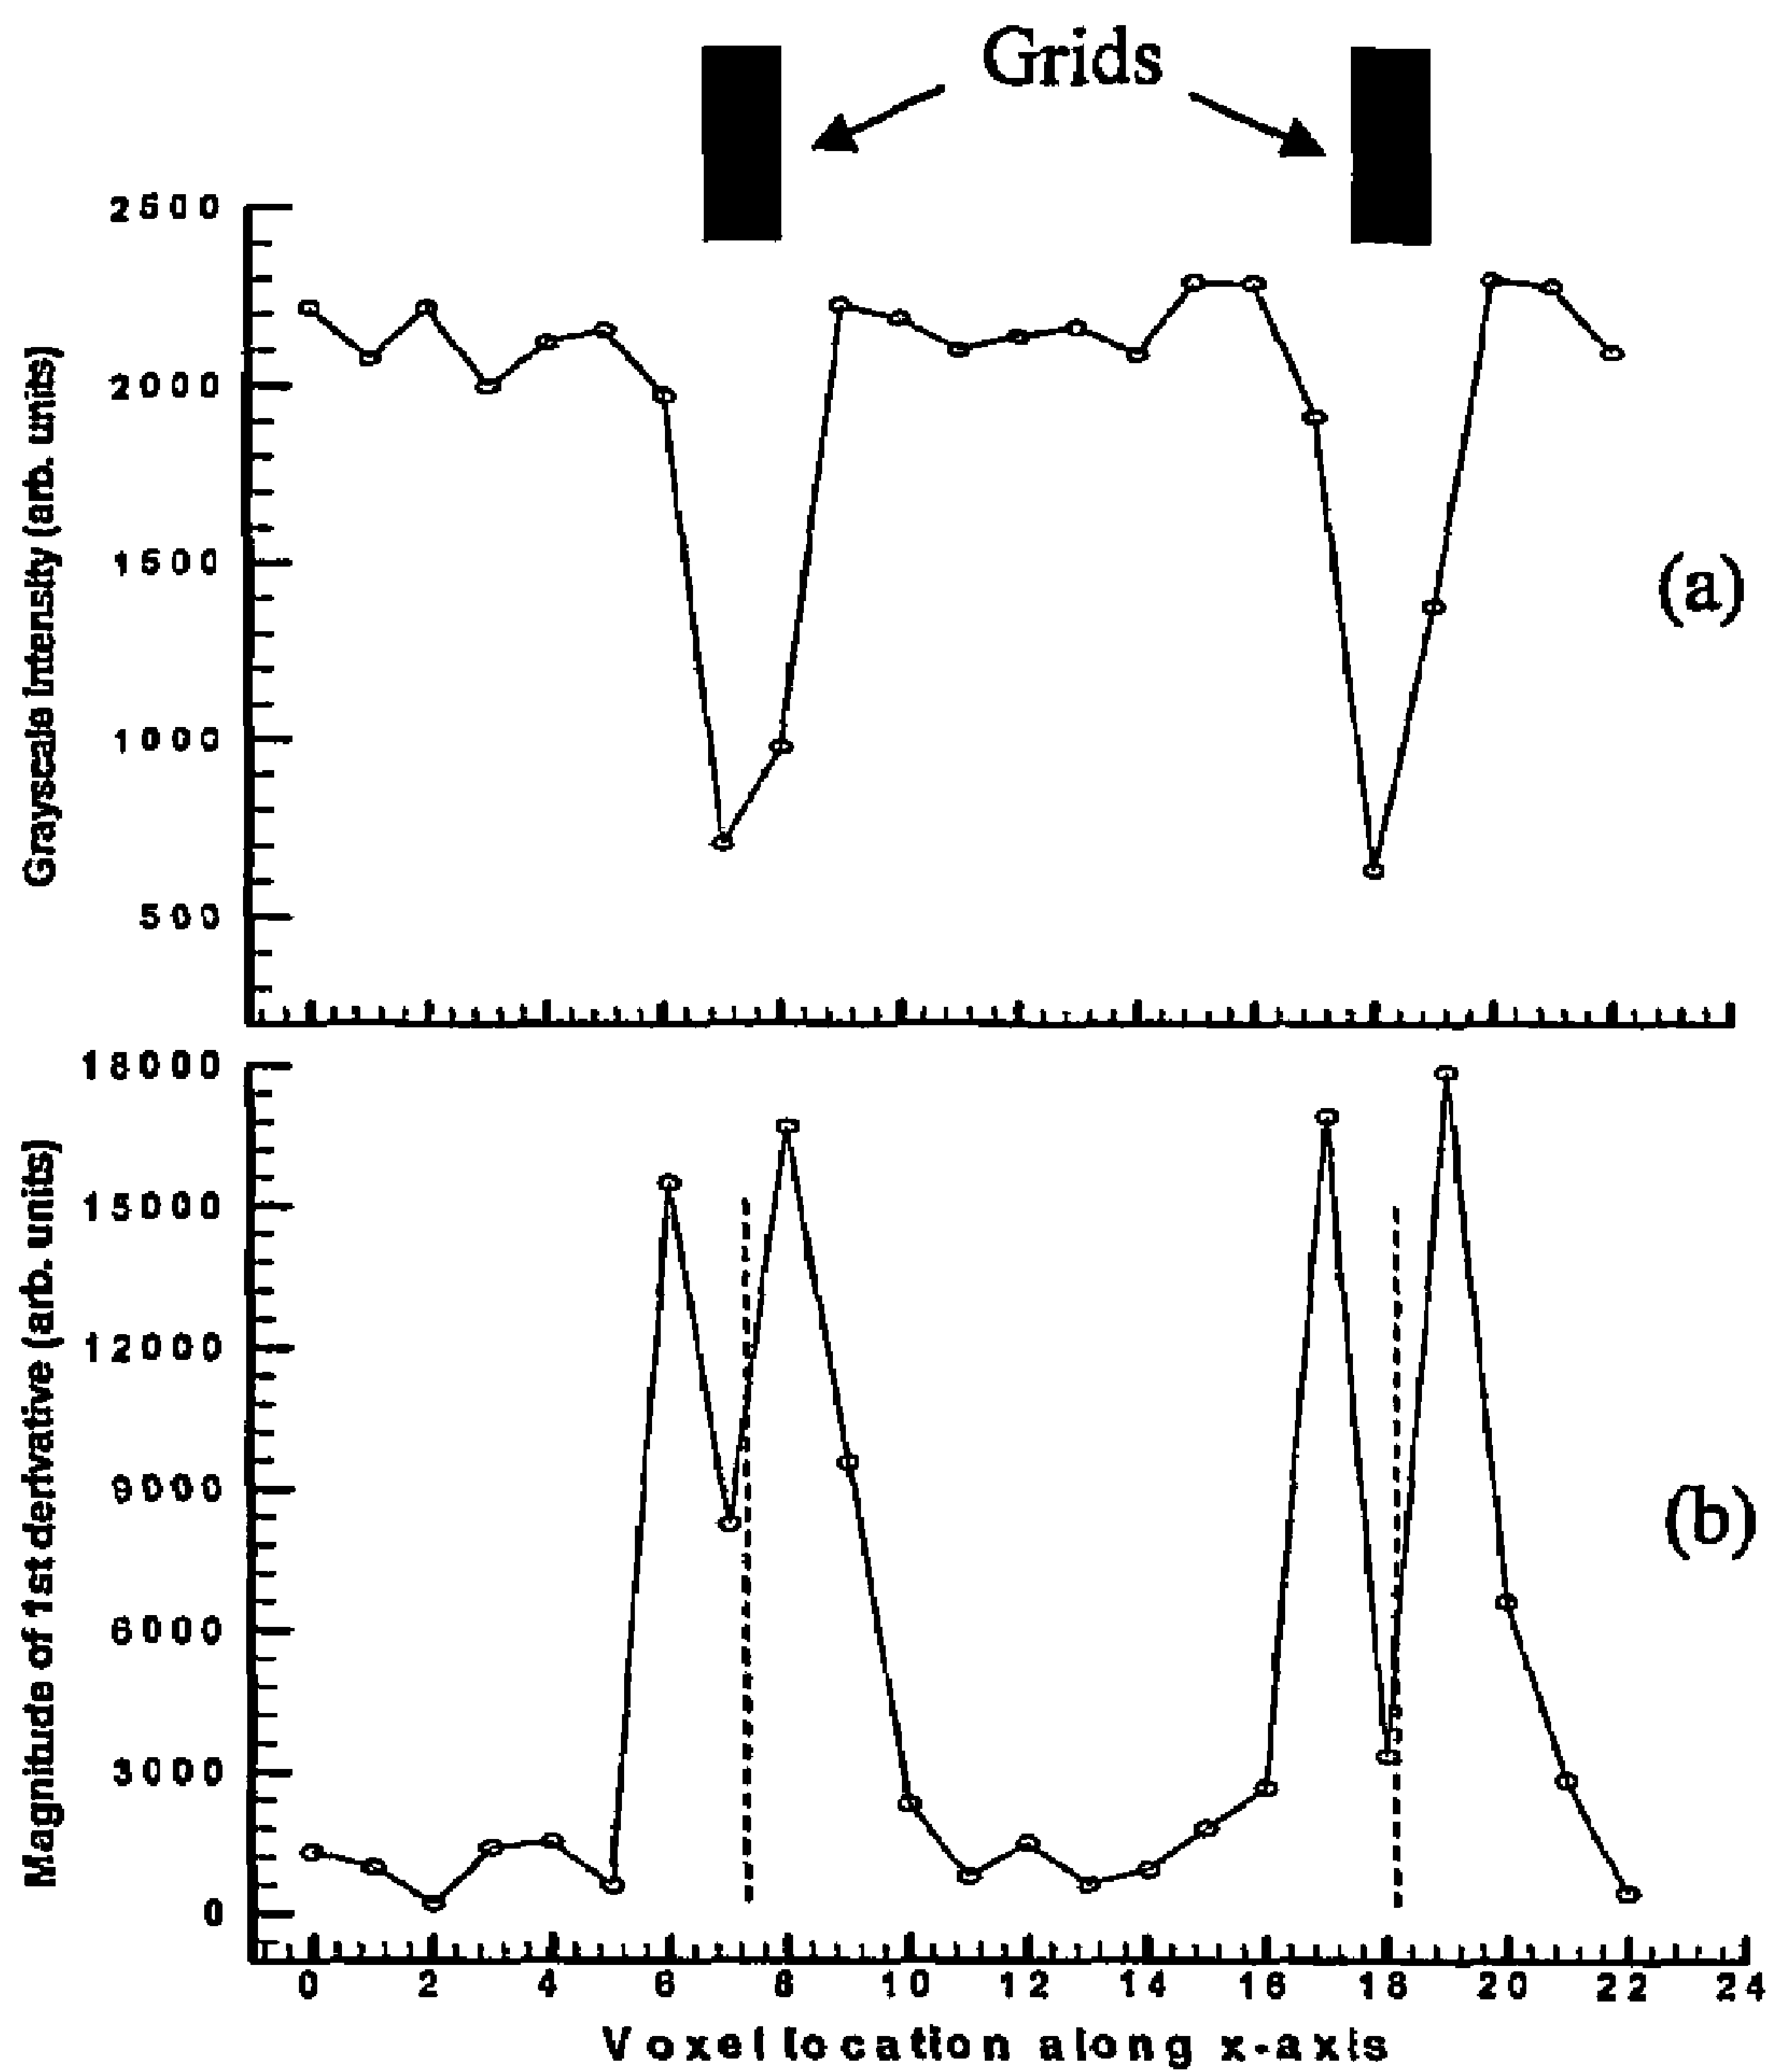 Grids
2500
2000
1500
1000
500
Grayscale intensity (arb. units)
(a)
18000
15000
12000
9000
6000
3000
0
Magnitude of 1st derivative (arb. units)
(b)
0 2 4 6 8 10 12 14 16 18 20 22 24
Voxel location along x-axis